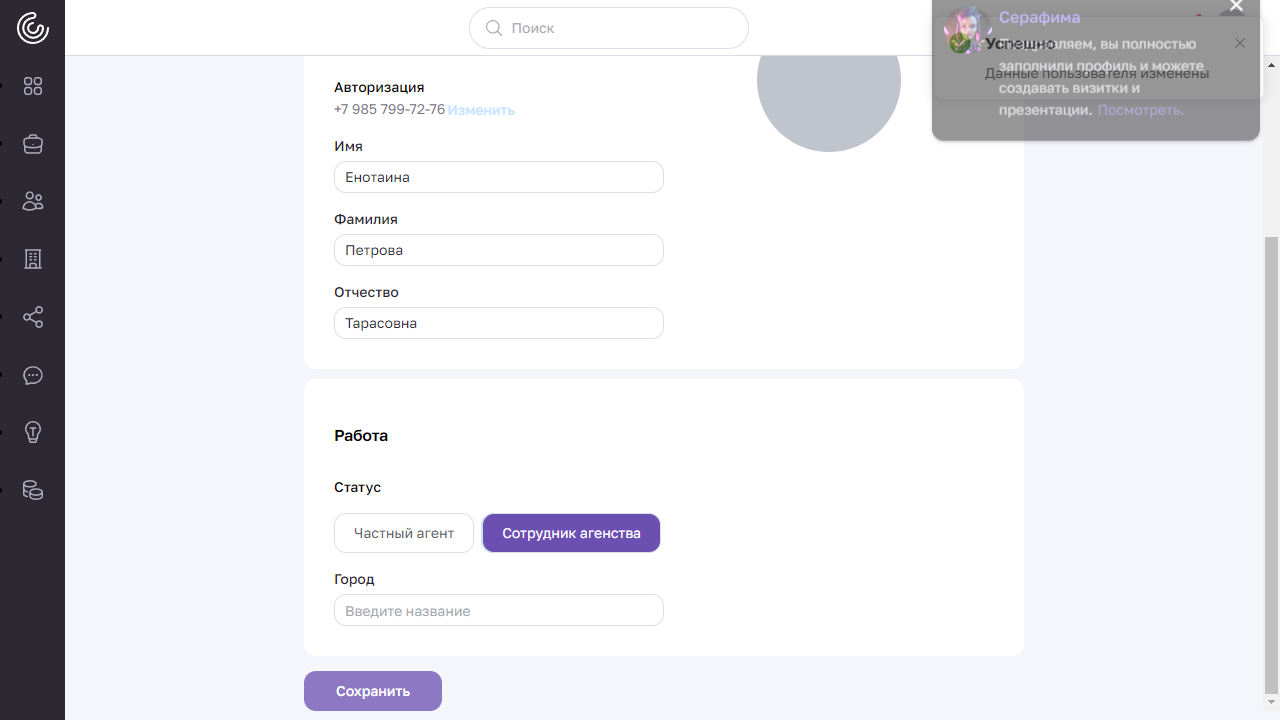 Поиск
Серафима
Успешно
Поздравляем, вы полностью
заполнили профиль и можете
Данные пользователя изменены
создавать визитки и
презентации. Посмотреть.
Авторизация
+7 985 799-72-76 Изменить
Имя
Енотаина
Фамилия
Петрова
Отчество
Тарасовна
Работа
Статус
Частный агент
Сотрудник агенства
Город
Введите название
Сохранить